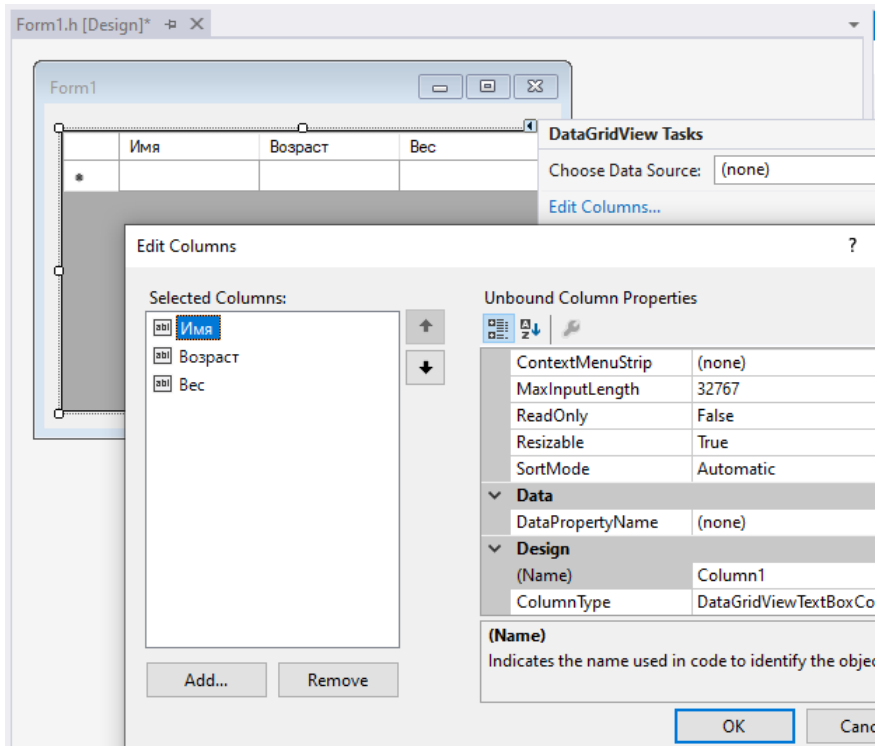 Form1.h [Design]*
Form1
Имя Возраст Вес
DataGridView Tasks
Choose Data Source: (none)
Edit Columns...
Edit Columns ?
Selected Columns:
Имя
Возраст
Вес
Add... Remove
Unbound Column Properties
ContextMenuStrip (none)
MaxInputLength 32767
ReadOnly False
Resizable True
SortMode Automatic
Data
DataPropertyName (none)
Design
(Name) Column1
ColumnType DataGridViewTextBoxCo
(Name)
Indicates the name used in code to identify the objec
OK Canc